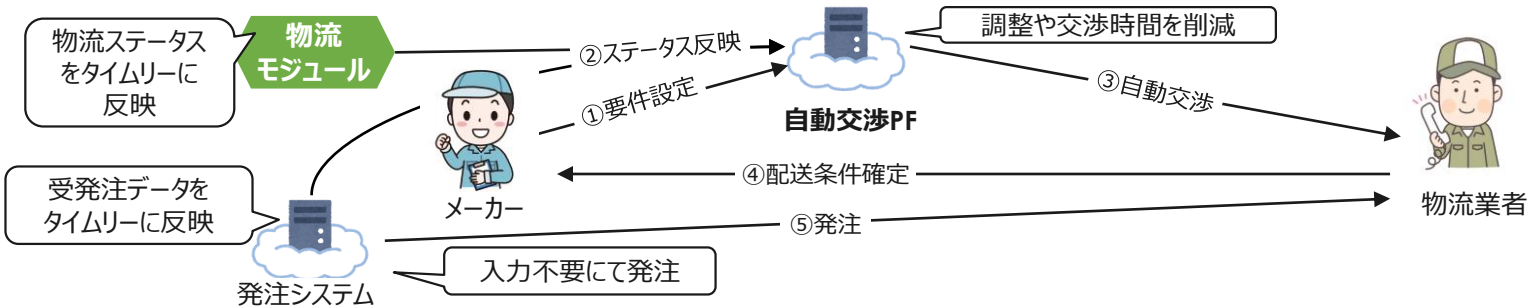 物流ステータス
をタイムリーに
反映
物流
モジュール
②ステータス反映
①要件設定
調整や交渉時間を削減
自動交渉PF
③自動交渉
④配送条件確定
メーカー
物流業者
受発注データを
タイムリーに反映
⑤発注
入力不要にて発注
発注システム